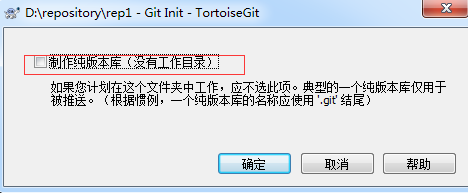 D:\repository\rep1 - Git Init - TortoiseGit
制作纯版本库（没有工作目录）
如果您计划在这个文件夹中工作，应不选此项。典型的一个纯版本库仅用于
被推送。（根据惯例，一个纯版本库的名称应使用 '.git' 结尾）
确定 取消 帮助